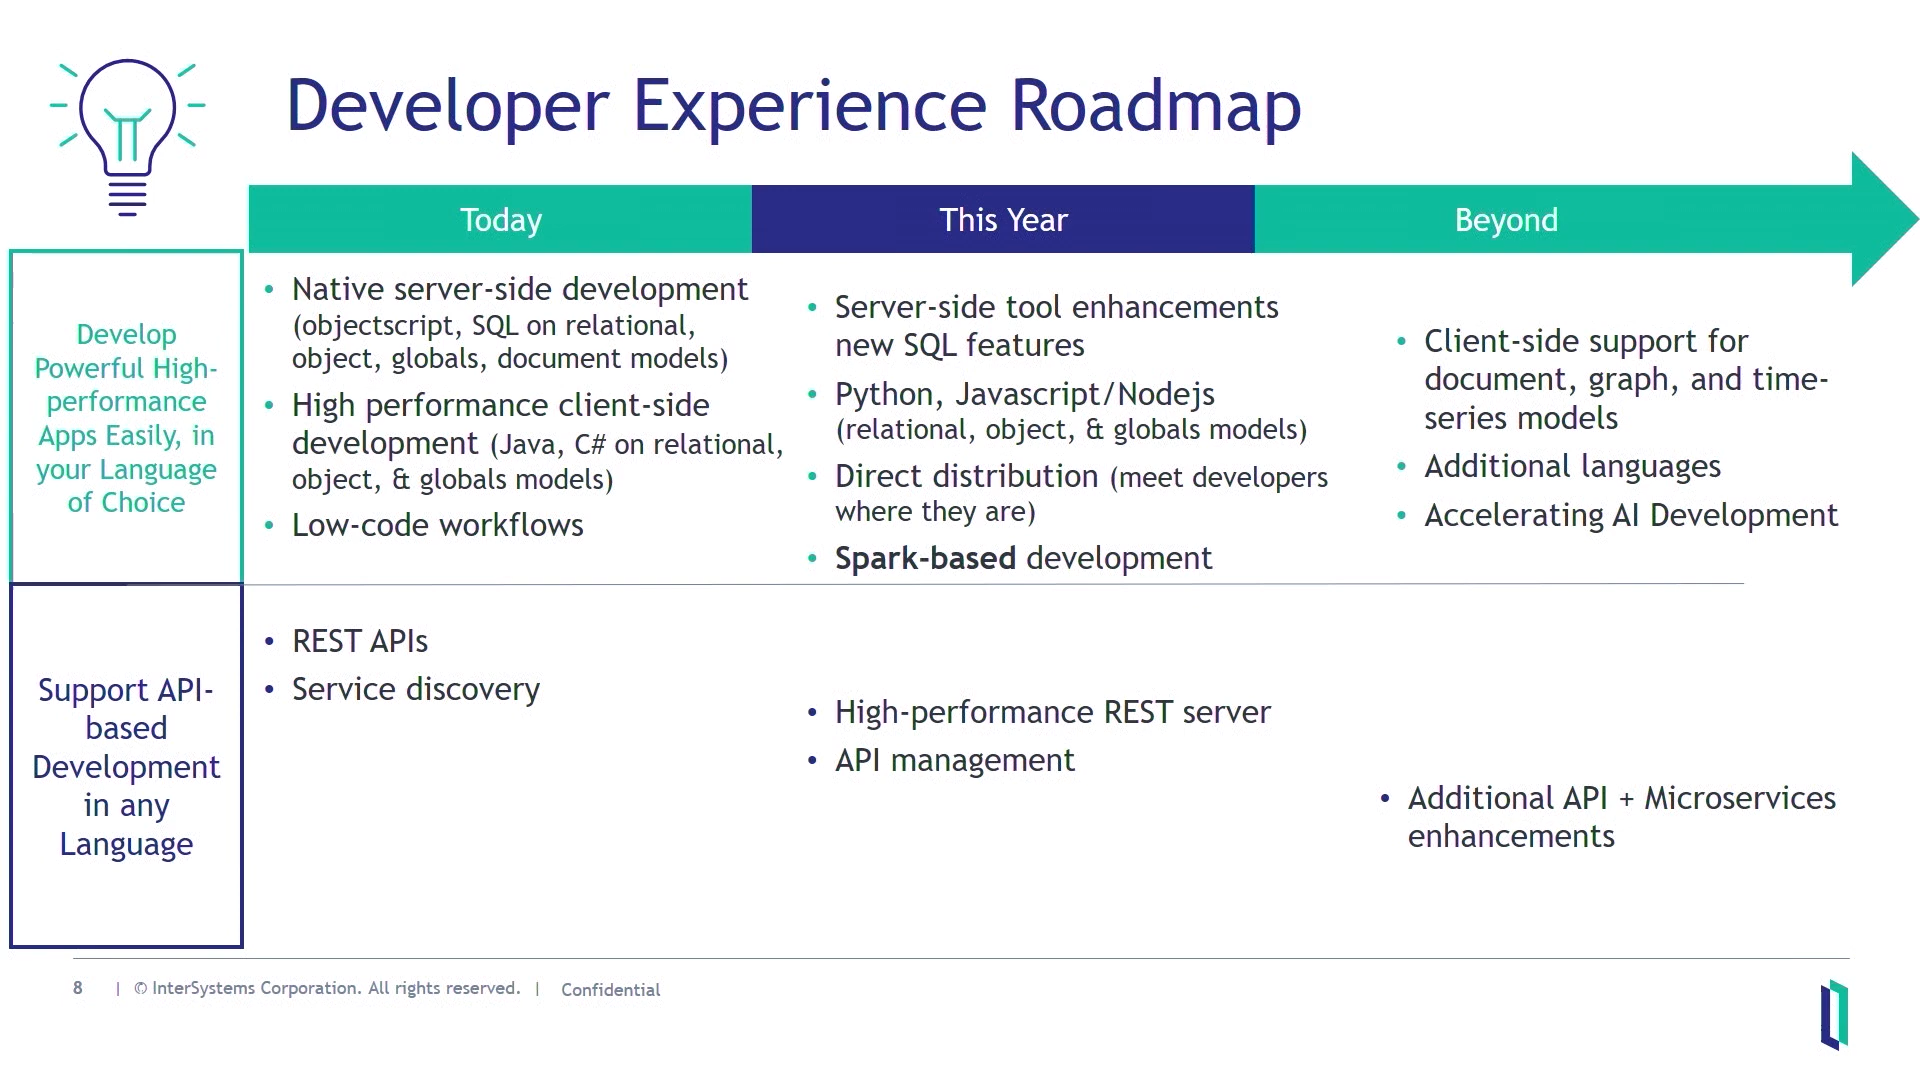 Developer Experience Roadmap
Today
This Year
Beyond
Develop
Powerful High-
performance
Apps Easily, in
your Language
of Choice
• Native server-side development
(objectscript, SQL on relational,
object, globals, document models)
• High performance client-side
development (Java, C# on relational,
object, & globals models)
• Low-code workflows
• Server-side tool enhancements
new SQL features
• Python, Javascript/Nodejs
(relational, object, & globals models)
• Direct distribution (meet developers
where they are)
• Spark-based development
• Client-side support for
document, graph, and time-
series models
• Additional languages
• Accelerating AI Development
Support API-
based
Development
in any
Language
• REST APIs
• Service discovery
• High-performance REST server
• API management
• Additional API + Microservices
enhancements
8 | © InterSystems Corporation. All rights reserved. | Confidential